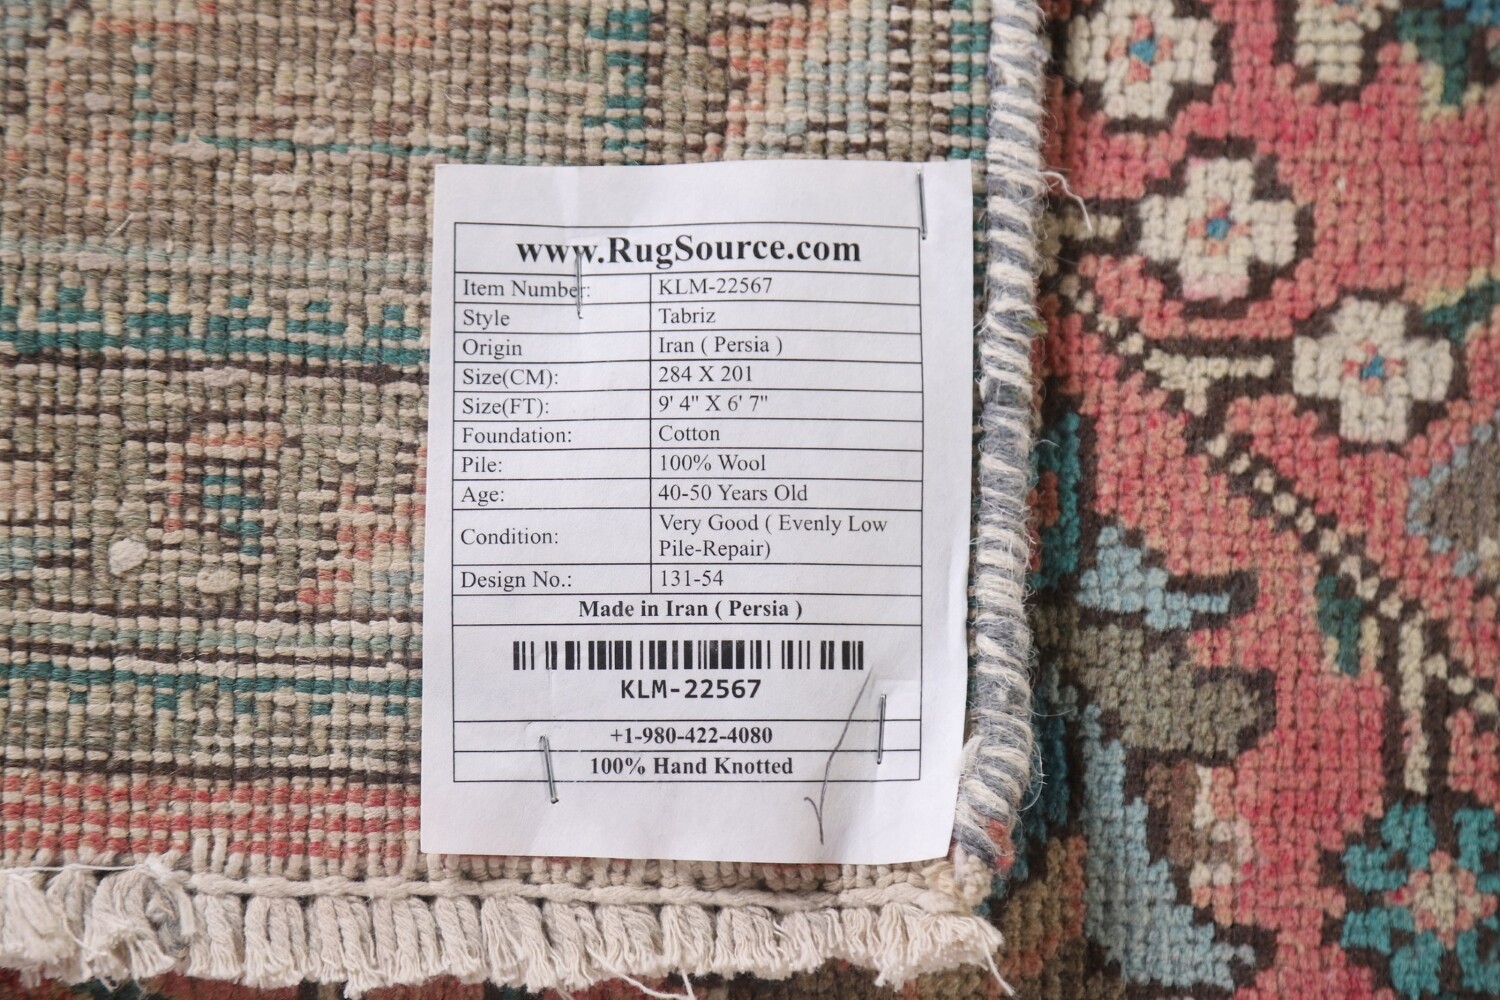 www.RugSource.com
Item Number: KLM-22567
Style Tabriz
Origin Iran ( Persia )
Size(CM): 284 X 201
Size(FT): 9' 4" X 6' 7"
Foundation: Cotton
Pile: 100% Wool
Age: 40-50 Years Old
Condition: Very Good ( Evenly Low
Pile-Repair)
Design No.: 131-54
Made in Iran ( Persia )
KLM-22567
+1-980-422-4080
100% Hand Knotted